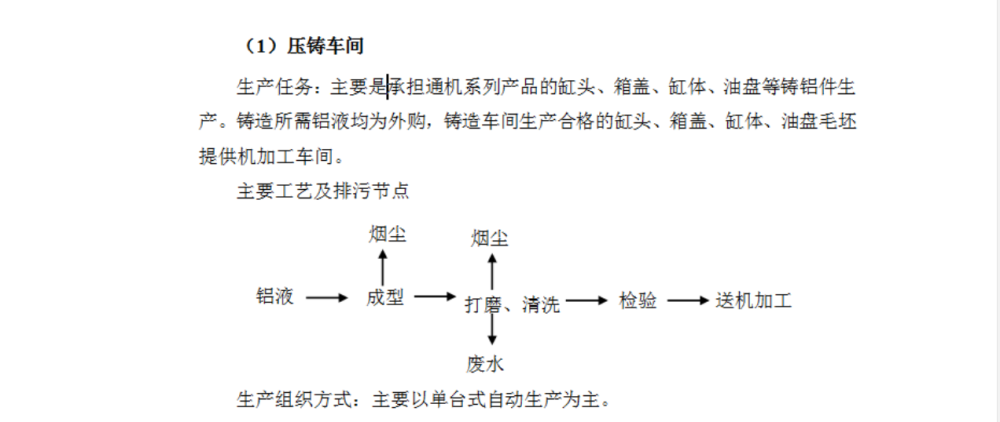 （1）压铸车间
生产任务：主要是承担通机系列产品的缸头、箱盖、缸体、油盘等铸铝件生
产。铸造所需铝液均为外购，铸造车间生产合格的缸头、箱盖、缸体、油盘毛坯
提供机加工车间。
主要工艺及排污节点
烟尘 烟尘
铝液 成型 打磨、清洗 检验 送机加工
废水
生产组织方式：主要以单台式自动生产为主。